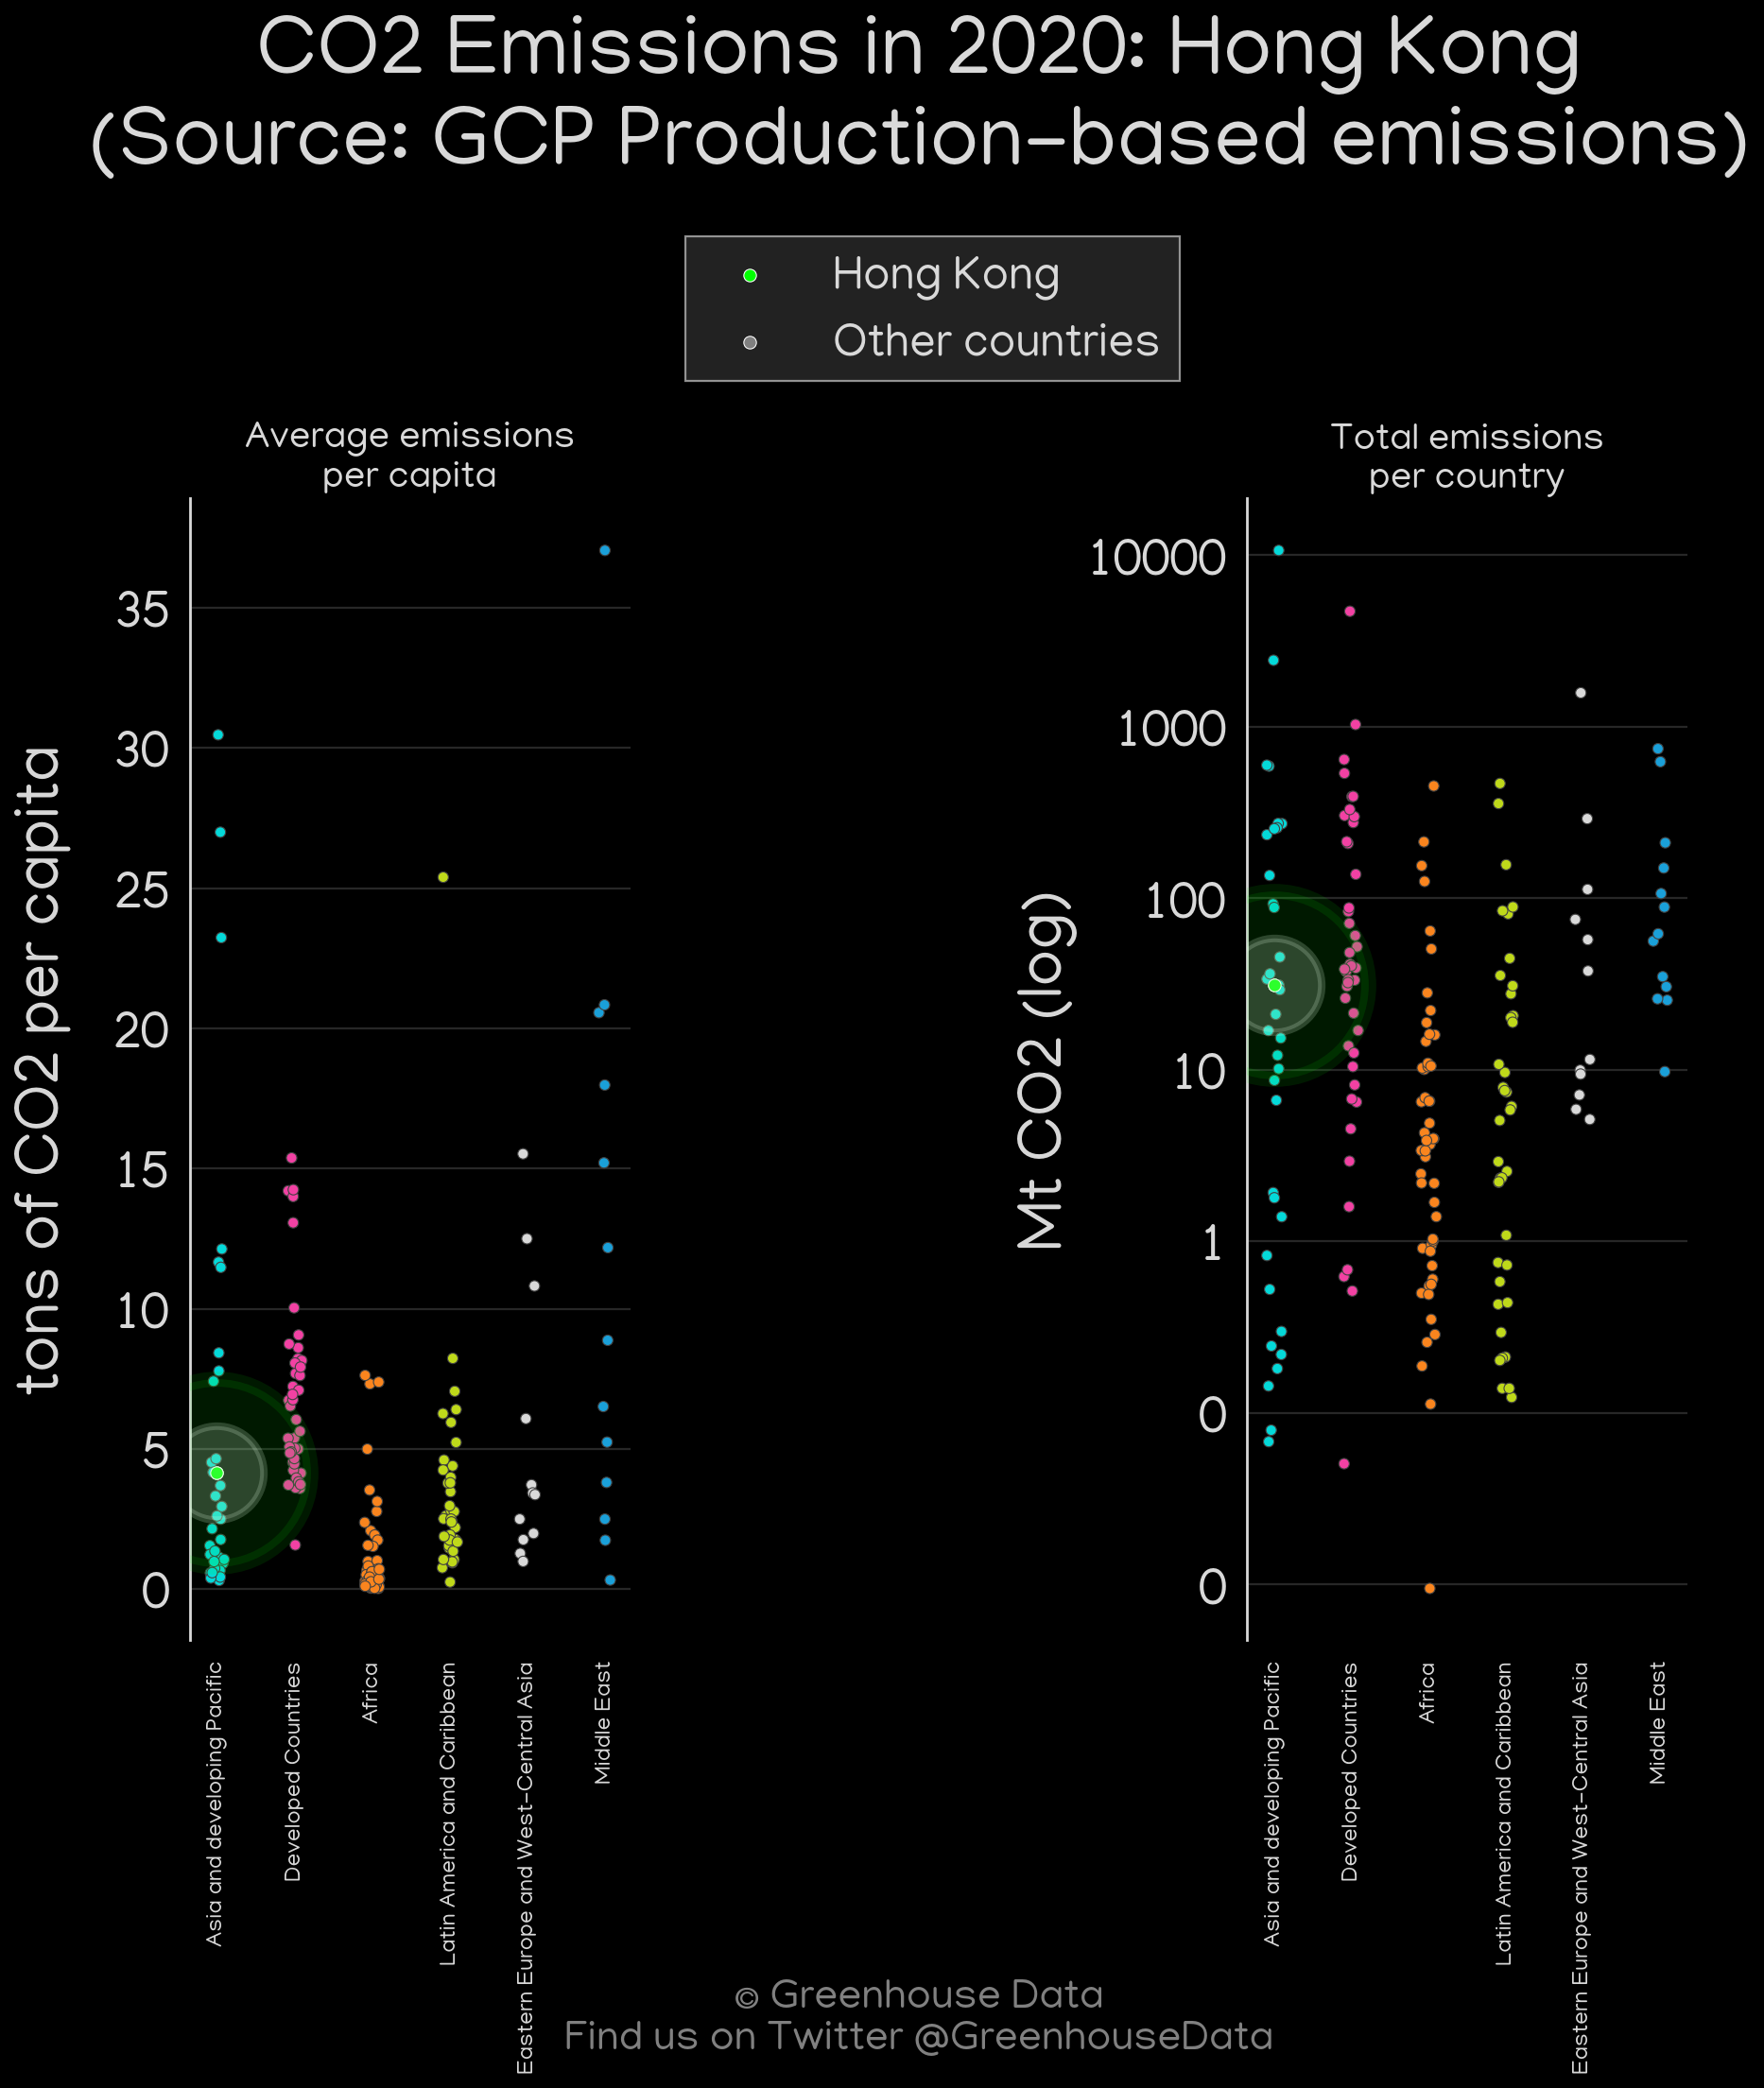 CO2 Emissions in 2020: Hong Kong
(Source: GCP Production-based emissions)
Hong Kong
Other countries
Average emissions
per capita
tons of CO2 per capita
35
30
25
20
15
10
5
0
Asia and developing Pacific
Developed Countries
Africa
Latin America and Caribbean
Eastern Europe and West-Central Asia
Middle East
Total emissions
per country
Mt CO2 (log)
10000
1000
100
10
1
0
0
Asia and developing Pacific
Developed Countries
Africa
Latin America and Caribbean
Eastern Europe and West-Central Asia
Middle East
© Greenhouse Data
Find us on Twitter @GreenhouseData